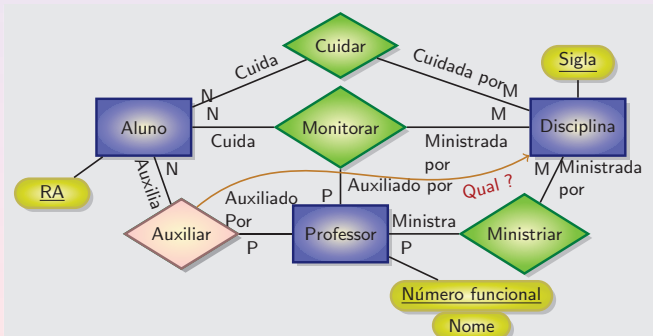 Cuidar
Cuida
Cuidada por
Sigla
N
M
N
M
Aluno
Monitorar
Disciplina
Cuida
Ministrada
por
N
Auxilia
M
Ministrada
por
RA
Auxiliado
Por
P
Auxiliado por
Qual ?
Ministra
Auxiliar
P
Professor
P
Ministriar
Número funcional
Nome